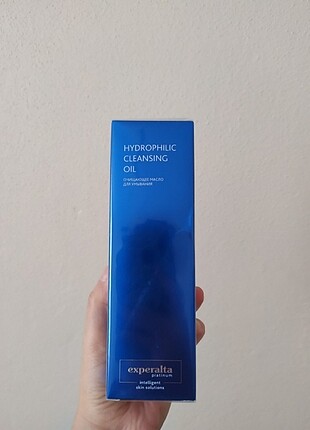 HYDROPHILIC
CLEANSING
OIL
ОЧИЩАЮЩЕЕ МАСЛО
ДЛЯ УМЫВАНИЯ
experalta
platinum
intelligent
skin solutions